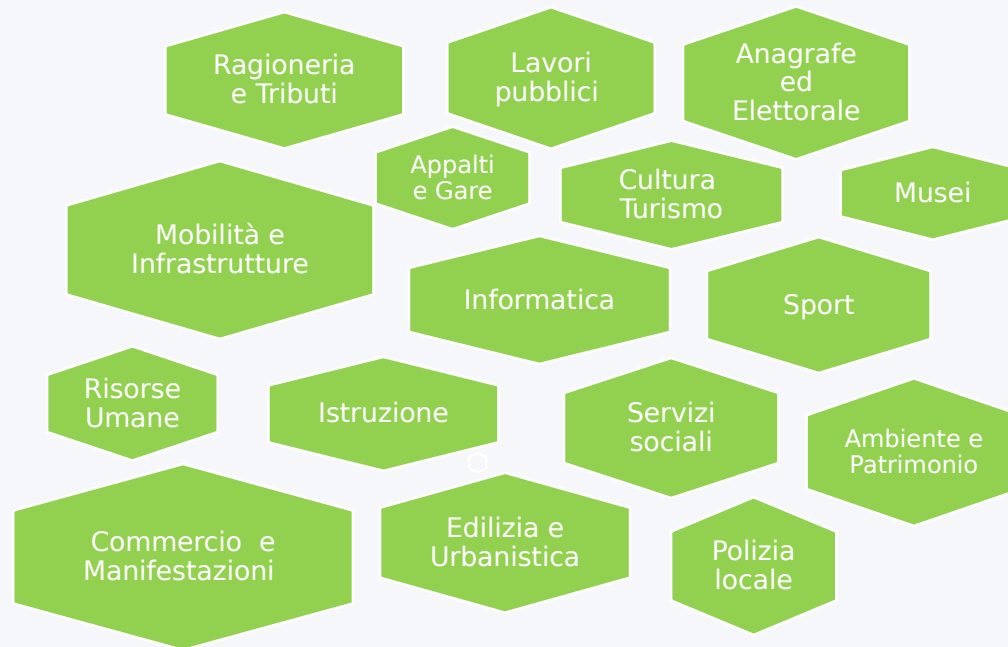 Ragioneria
e Tributi
Lavori
pubblici
Anagrafe
ed
Elettorale
Appalti
e Gare
Cultura
Turismo
Musei
Mobilità e
Infrastrutture
Informatica
Sport
Risorse
Umane
Istruzione
Servizi
sociali
Ambiente e
Patrimonio
Commercio  e
Manifestazioni
Edilizia e
Urbanistica
Polizia
locale